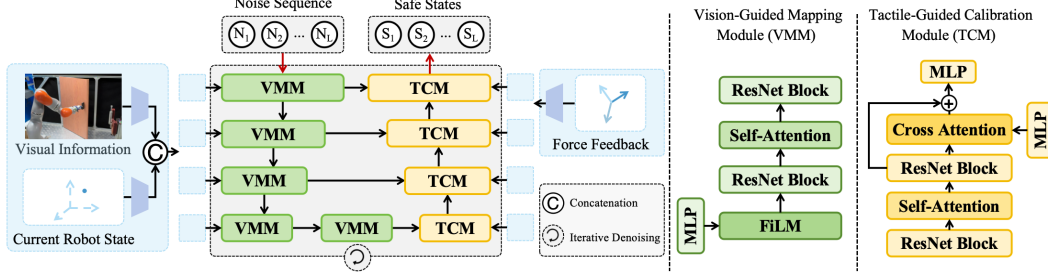 Noise Sequence
N1 N2 ... NL
Safe States
S1 S2 ... SL
Visual Information
Current Robot State
C
VMM
TCM
VMM
TCM
VMM
TCM
VMM
VMM
TCM
Force Feedback
C Concatenation
Iterative Denoising
Vision-Guided Mapping
Module (VMM)
ResNet Block
Self-Attention
ResNet Block
MLP
FiLM
Tactile-Guided Calibration
Module (TCM)
MLP
+
Cross Attention
MLP
ResNet Block
Self-Attention
ResNet Block